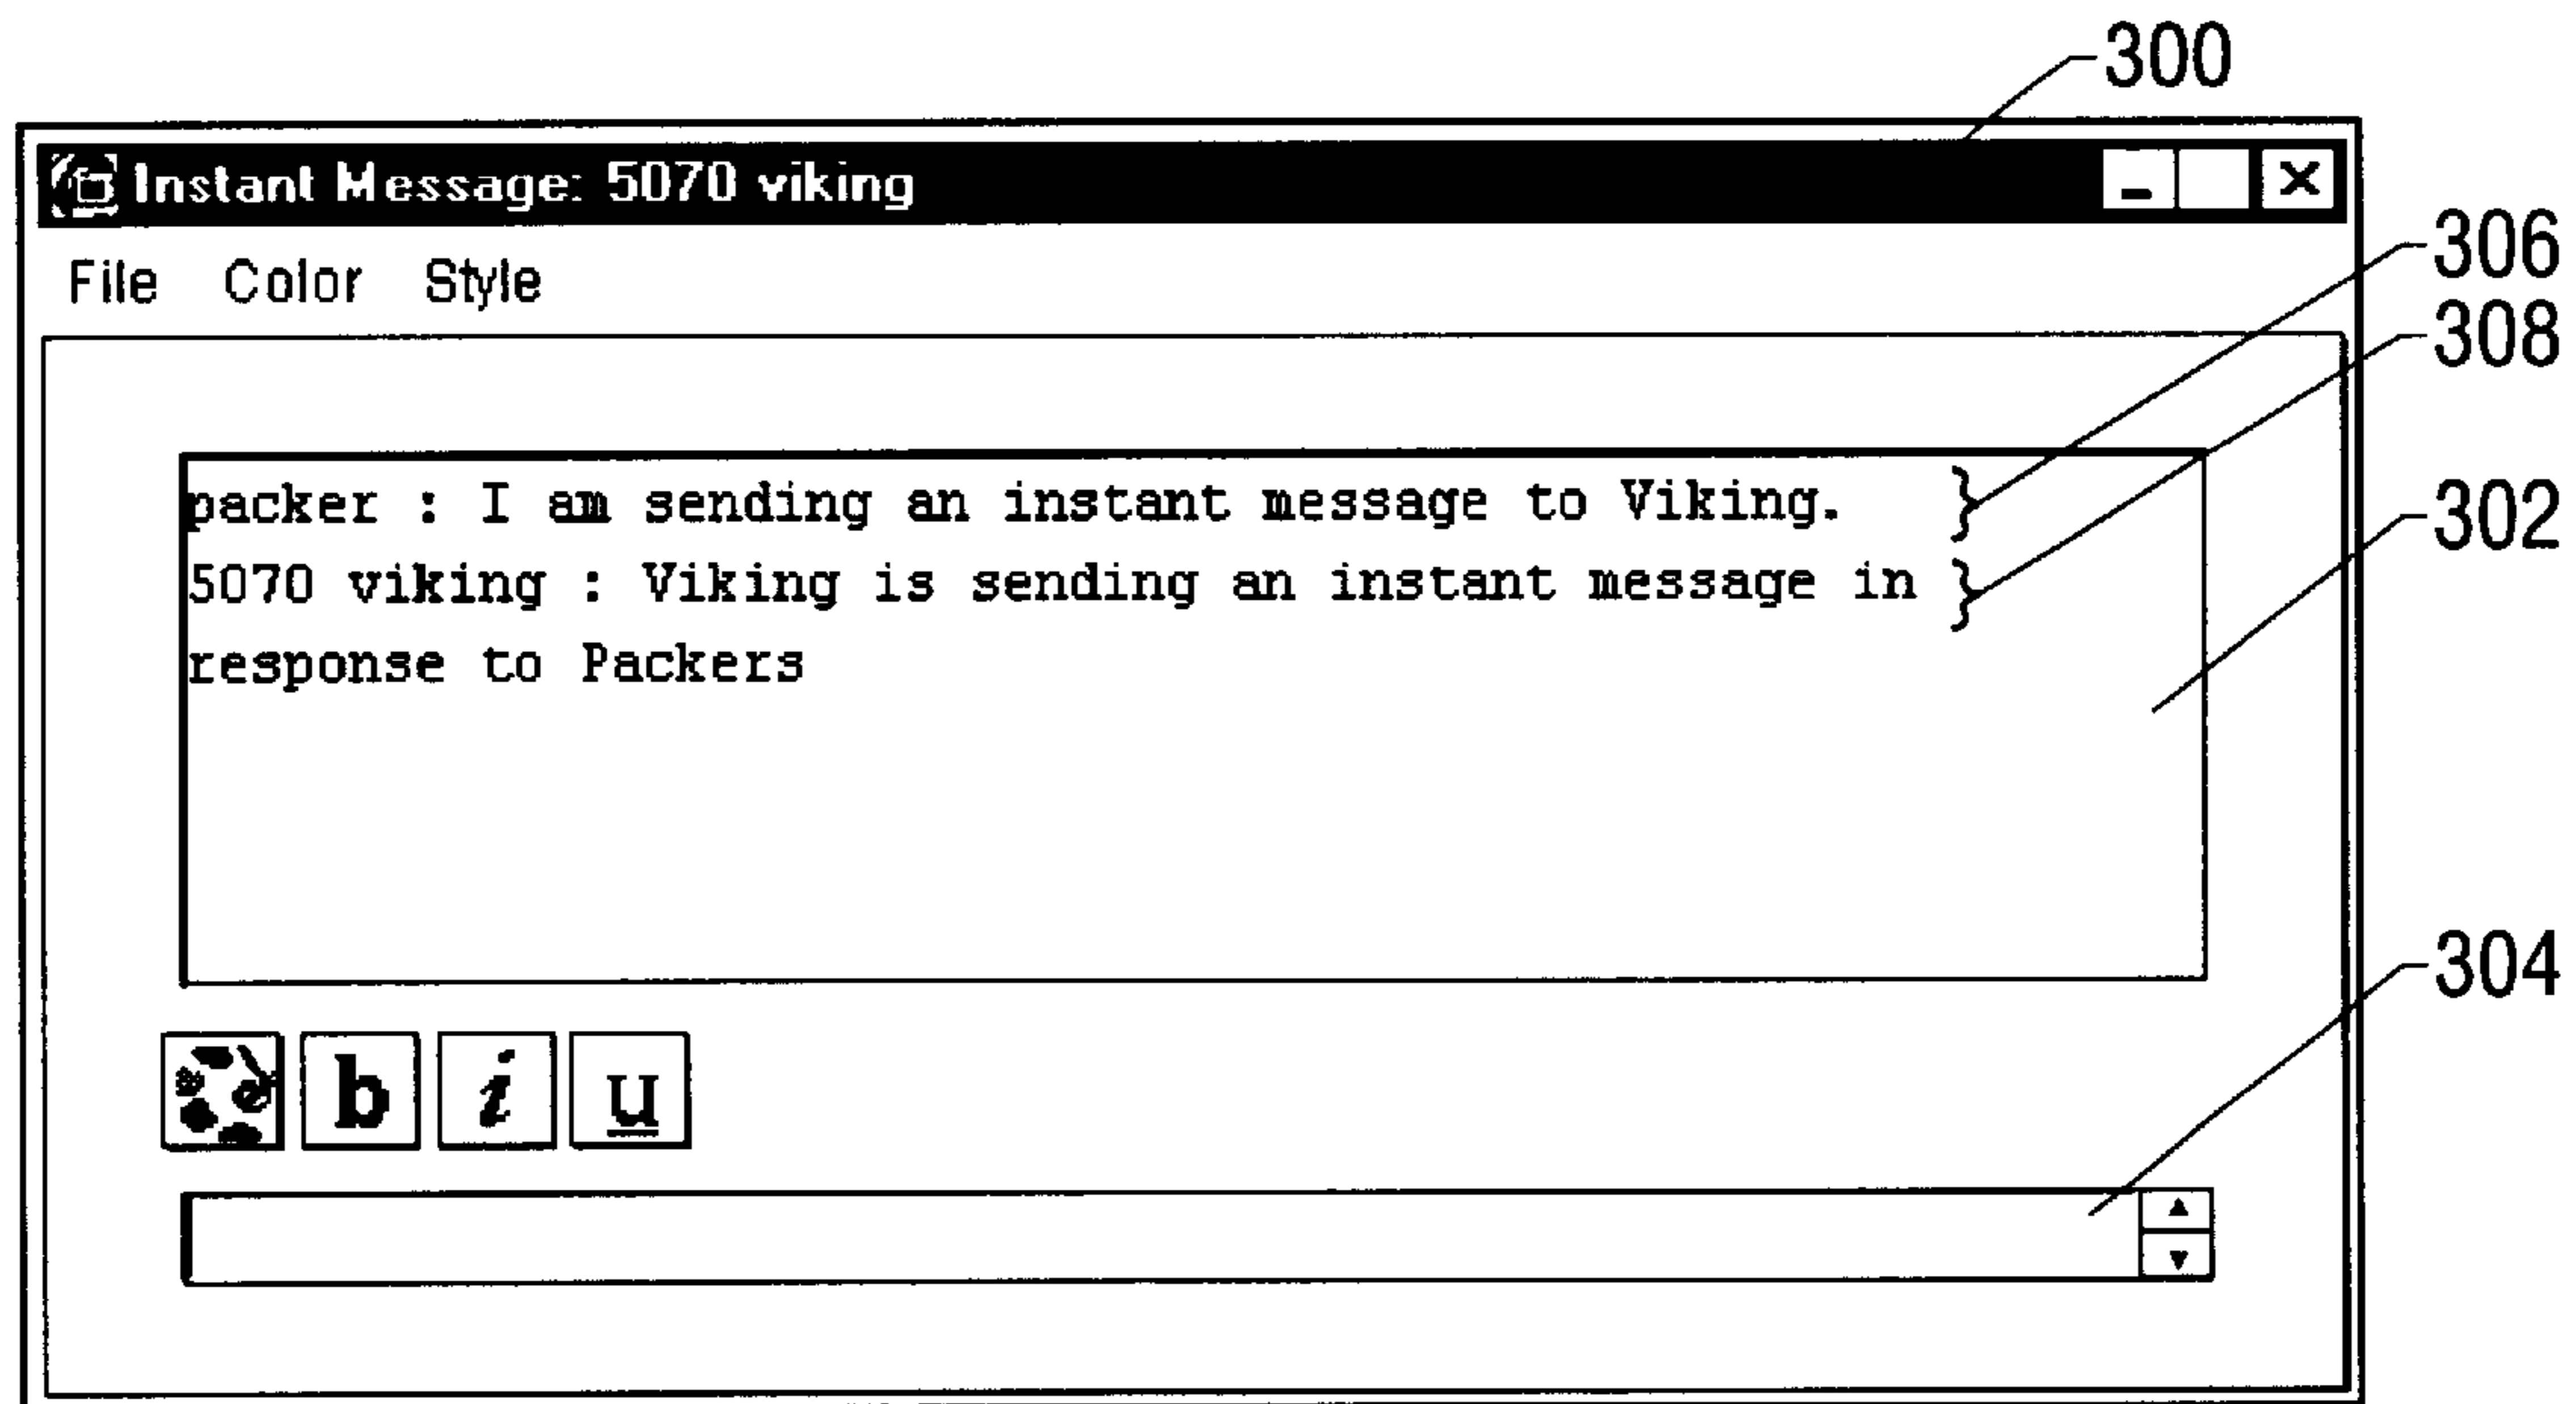 300
Instant Message: 5070 viking
306
File Color Style
308
packer : I am sending an instant message to Viking.
302
5070 viking : Viking is sending an instant message in
response to Packers
304
b i u